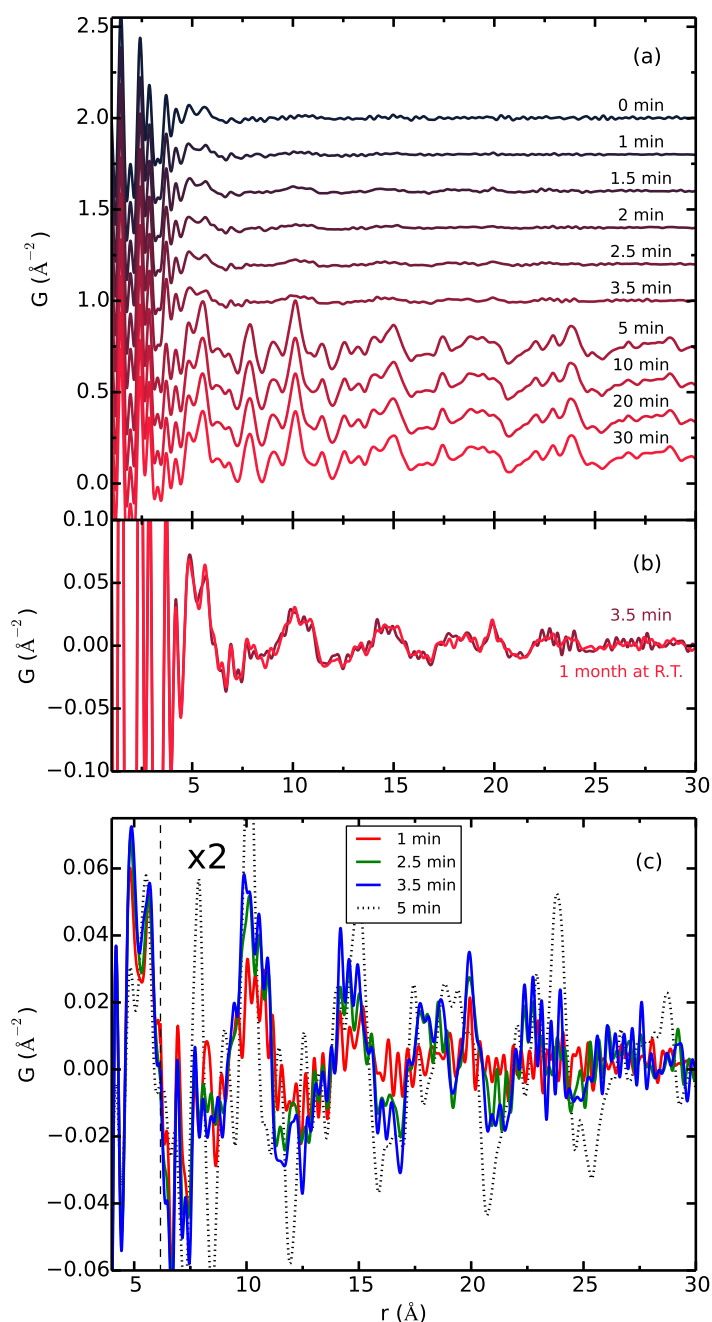 (a)
2.5
2.0
1.5
1.0
0.5
0.0
G (Å⁻²)
0 min
1 min
1.5 min
2 min
2.5 min
3.5 min
5 min
10 min
20 min
30 min
(b)
0.10
0.05
0.00
−0.05
−0.10
G (Å⁻²)
3.5 min
1 month at R.T.
5 10 15 20 25 30
x2
(c)
1 min
2.5 min
3.5 min
5 min
0.06
0.04
0.02
0.00
−0.02
−0.04
−0.06
G (Å⁻²)
5 10 15 20 25 30
r (Å)